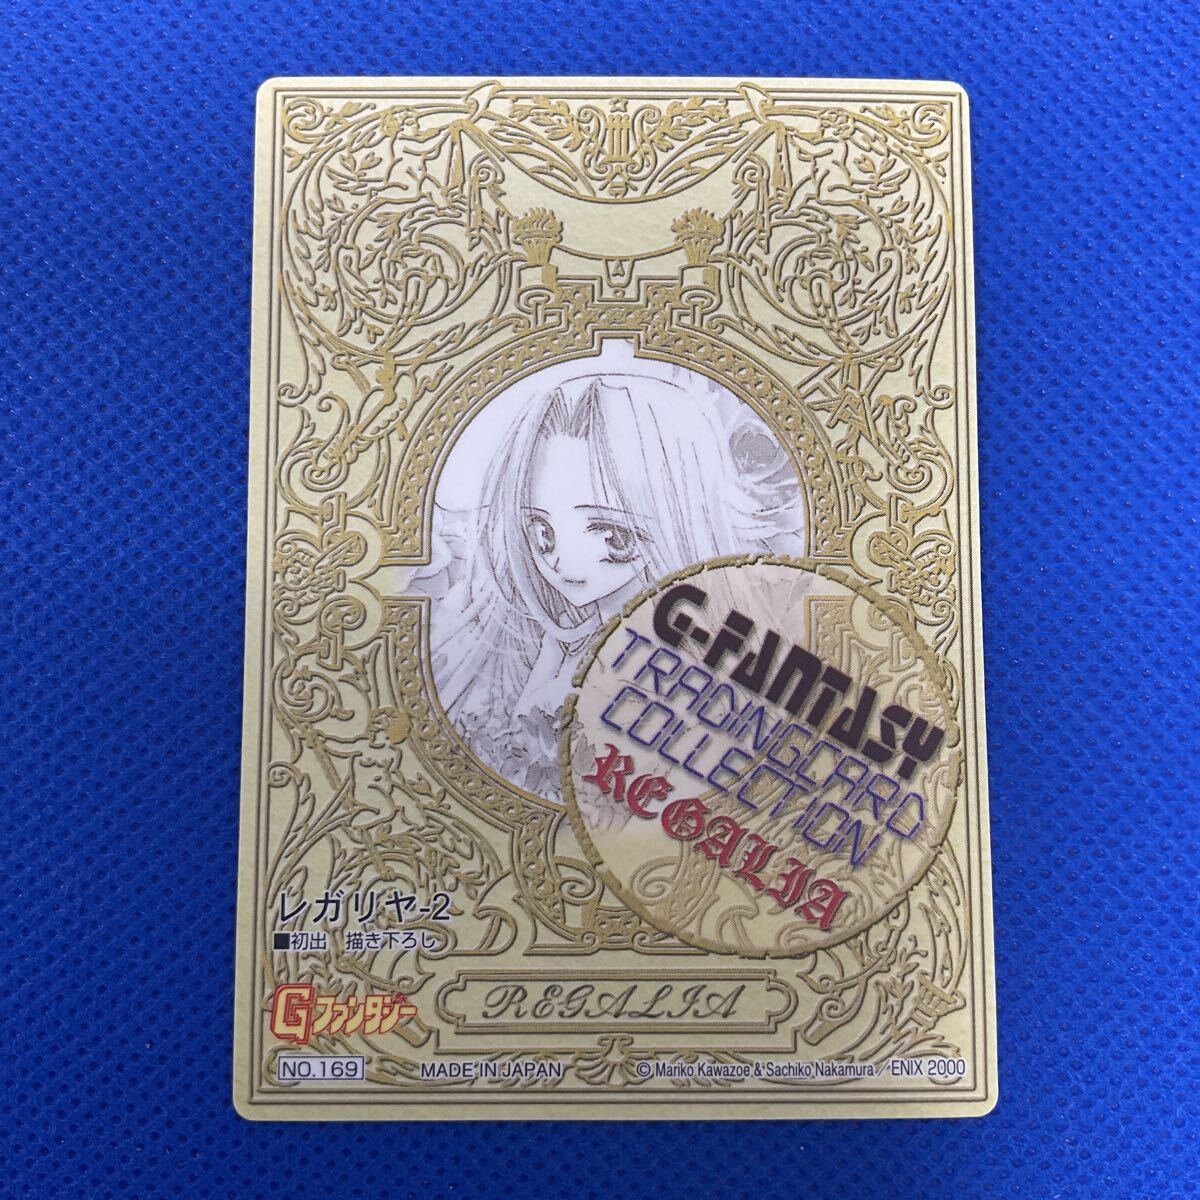 G-FANTASY
TRADINGCARD
COLLECTION
REGALIA
レガリヤ-2
■初出　描き下ろし
Gファンタジー
REGALIA
NO.169
MADE IN JAPAN
© Mariko Kawazoe & Sachiko Nakamura／ENIX 2000